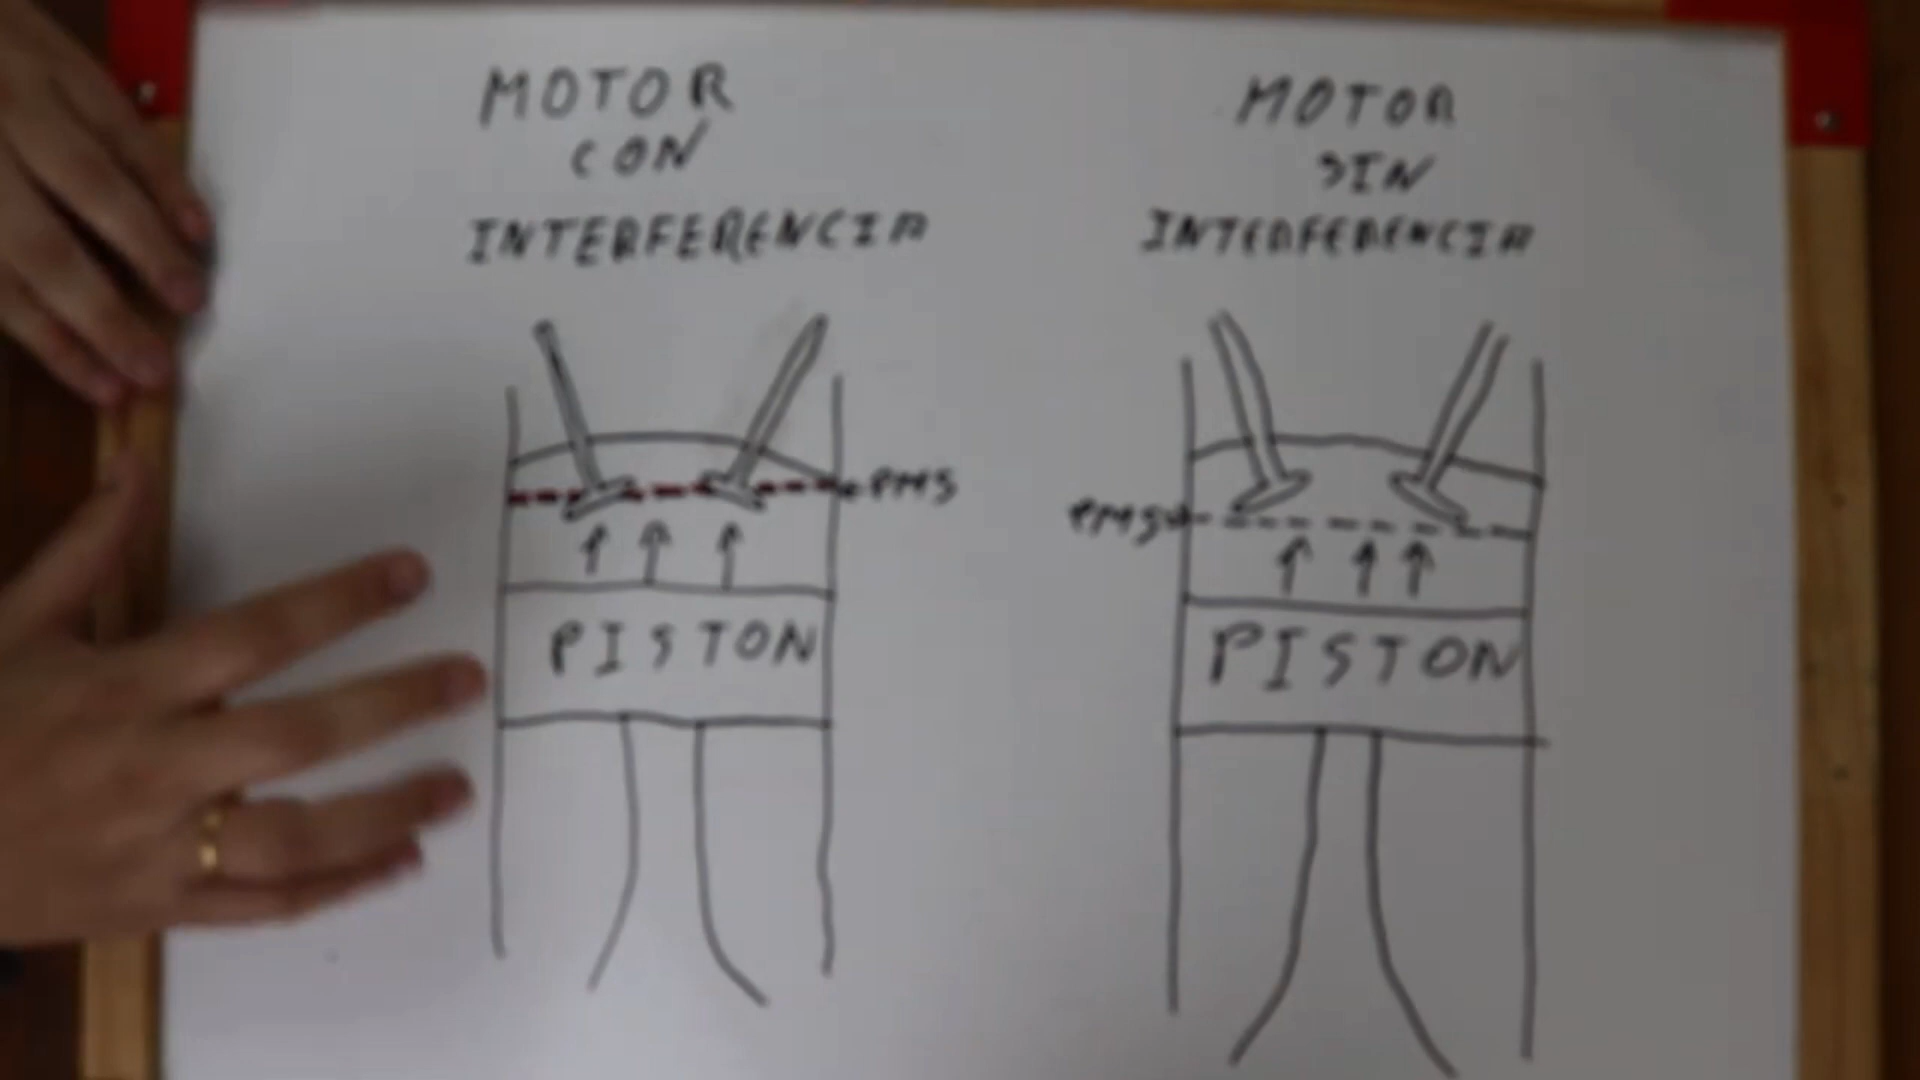 MOTOR
CON
INTERFERENCIA
PMS
PISTON
MOTOR
SIN
INTERFERENCIA
PMS
PISTON